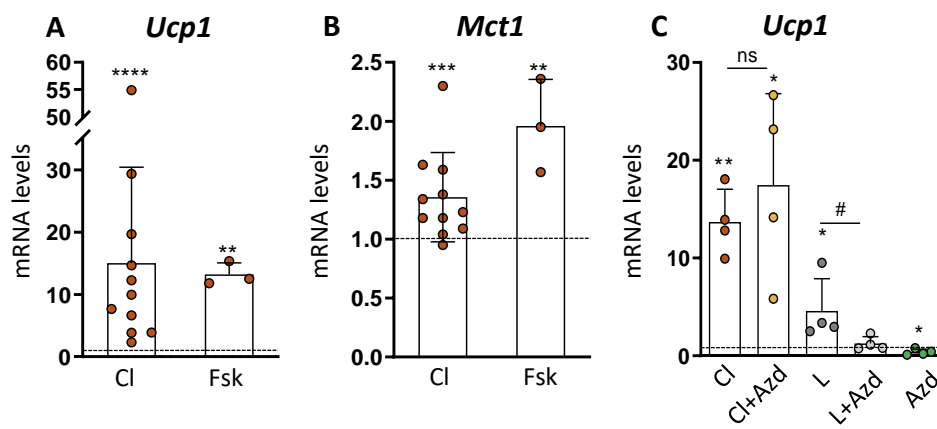 A Ucp1
mRNA levels
60
55
50
30
20
10
0
****
**
Cl Fsk
B Mct1
mRNA levels
2.5
2.0
1.5
1.0
0.5
0.0
***
**
Cl Fsk
C Ucp1
mRNA levels
30
20
10
0
ns
**
*
#
*
*
Cl
Cl+Azd
L
L+Azd
Azd